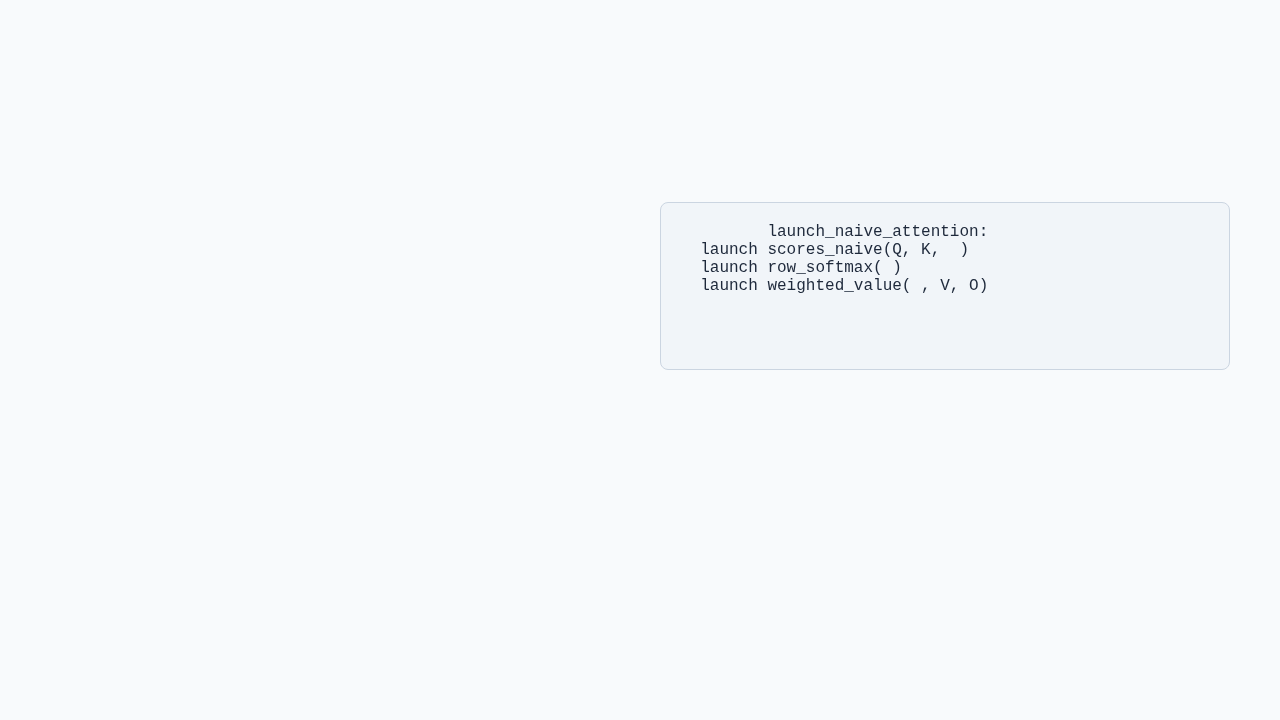 launch_naive_attention:
launch scores_naive(Q, K,  )
launch row_softmax( )
launch weighted_value( , V, O)